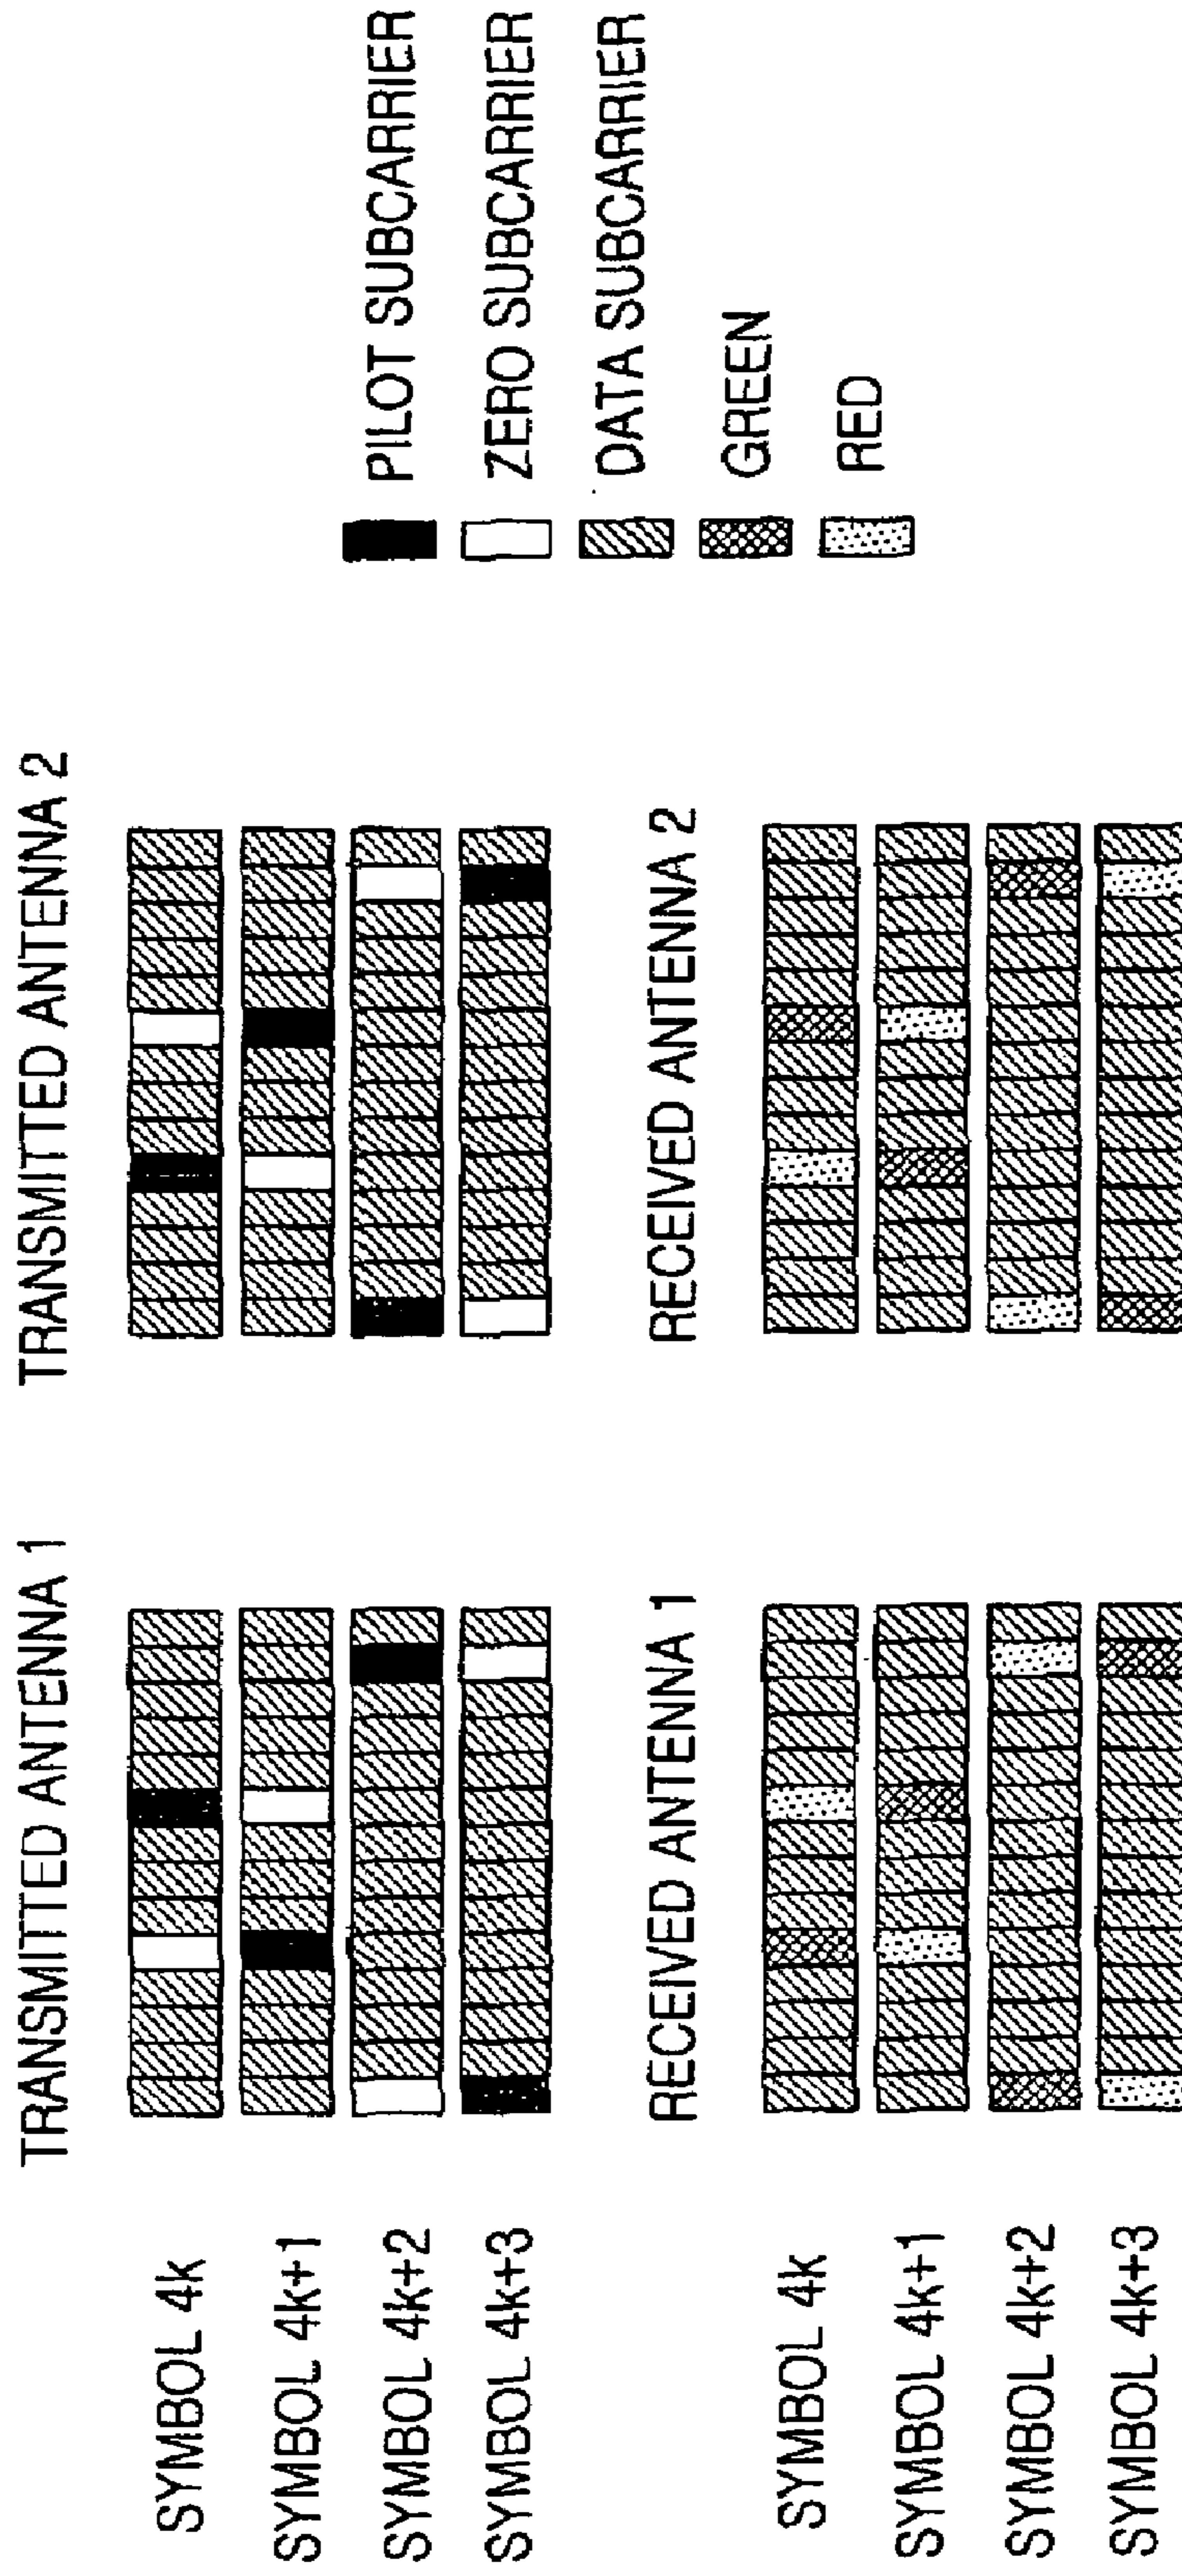 TRANSMITTED ANTENNA 1
TRANSMITTED ANTENNA 2
SYMBOL 4k
SYMBOL 4k+1
SYMBOL 4k+2
SYMBOL 4k+3
PILOT SUBCARRIER
ZERO SUBCARRIER
DATA SUBCARRIER
GREEN
RED
RECEIVED ANTENNA 1
RECEIVED ANTENNA 2
SYMBOL 4k
SYMBOL 4k+1
SYMBOL 4k+2
SYMBOL 4k+3